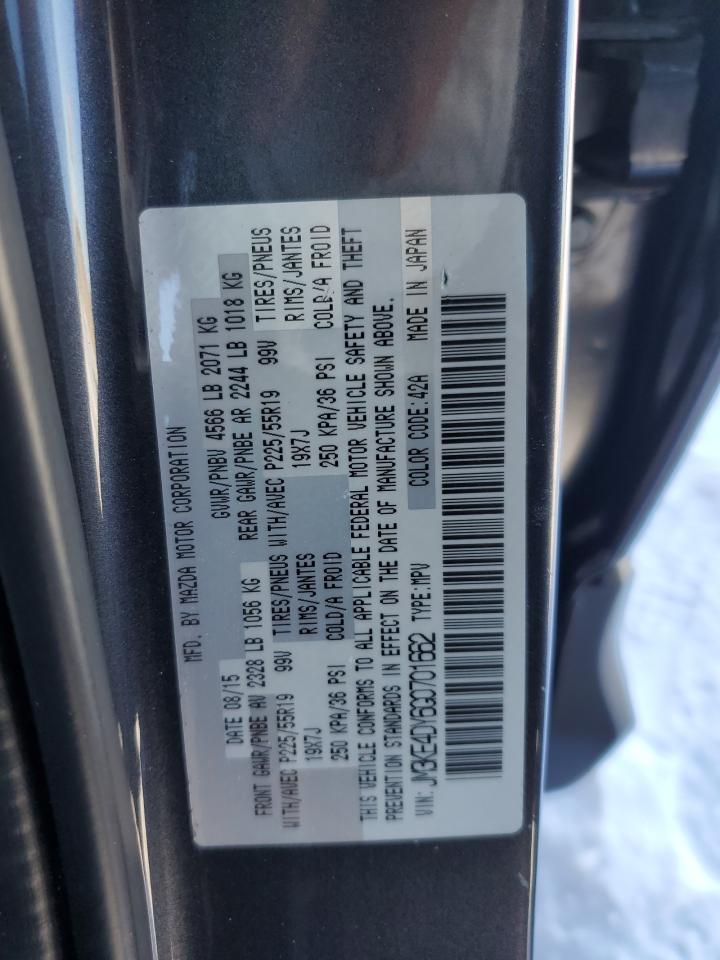 MFD. BY MAZDA MOTOR CORPORATION
DATE 08/15 GVWR/PNBV 4566 LB 2071 KG
FRONT GAWR/PNBE AV 2328 LB 1056 KG REAR GAWR/PNBE AR 2244 LB 1018 KG
WITH/AVEC P225/55R19 99V TIRES/PNEUS WITH/AVEC P225/55R19 99V TIRES/PNEUS
19X7J RIMS/JANTES 19X7J RIMS/JANTES
250 KPA/36 PSI COLD/A FROID 250 KPA/36 PSI COLD/A FROID
THIS VEHICLE CONFORMS TO ALL APPLICABLE FEDERAL MOTOR VEHICLE SAFETY AND THEFT
PREVENTION STANDARDS IN EFFECT ON THE DATE OF MANUFACTURE SHOWN ABOVE.
VIN: JM3KE4DY6G0701662 TYPE:MPV COLOR CODE:42A MADE IN JAPAN